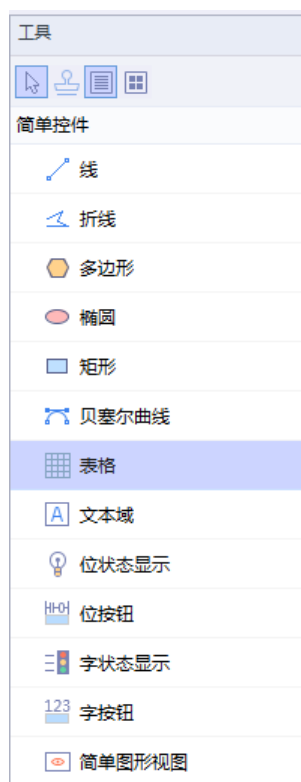 工具
简单控件
线
折线
多边形
椭圆
矩形
贝塞尔曲线
表格
A 文本域
位状态显示
位按钮
字状态显示
123 字按钮
简单图形视图